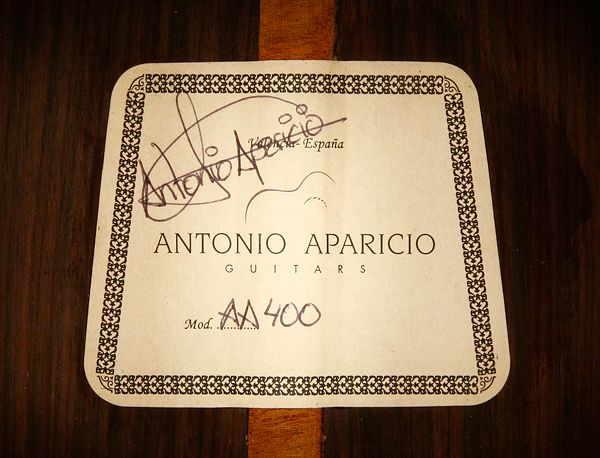 Antonio Aparicio
Valencia - España
ANTONIO APARICIO
GUITARS
Mod. ............ AA 400